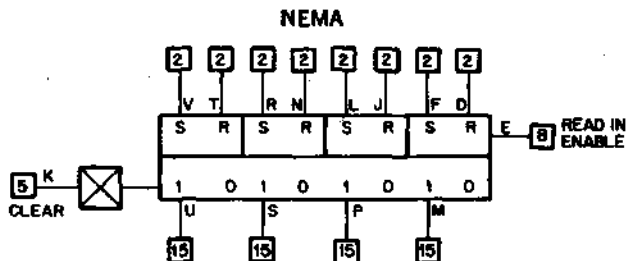 NEMA
2 2 2 2 2 2 2 2
V T R N L J F D
S R S R S R S R
E 8 READ IN
ENABLE
5 K
CLEAR
1 0 1 0 1 0 1 0
U S P M
15 15 15 15